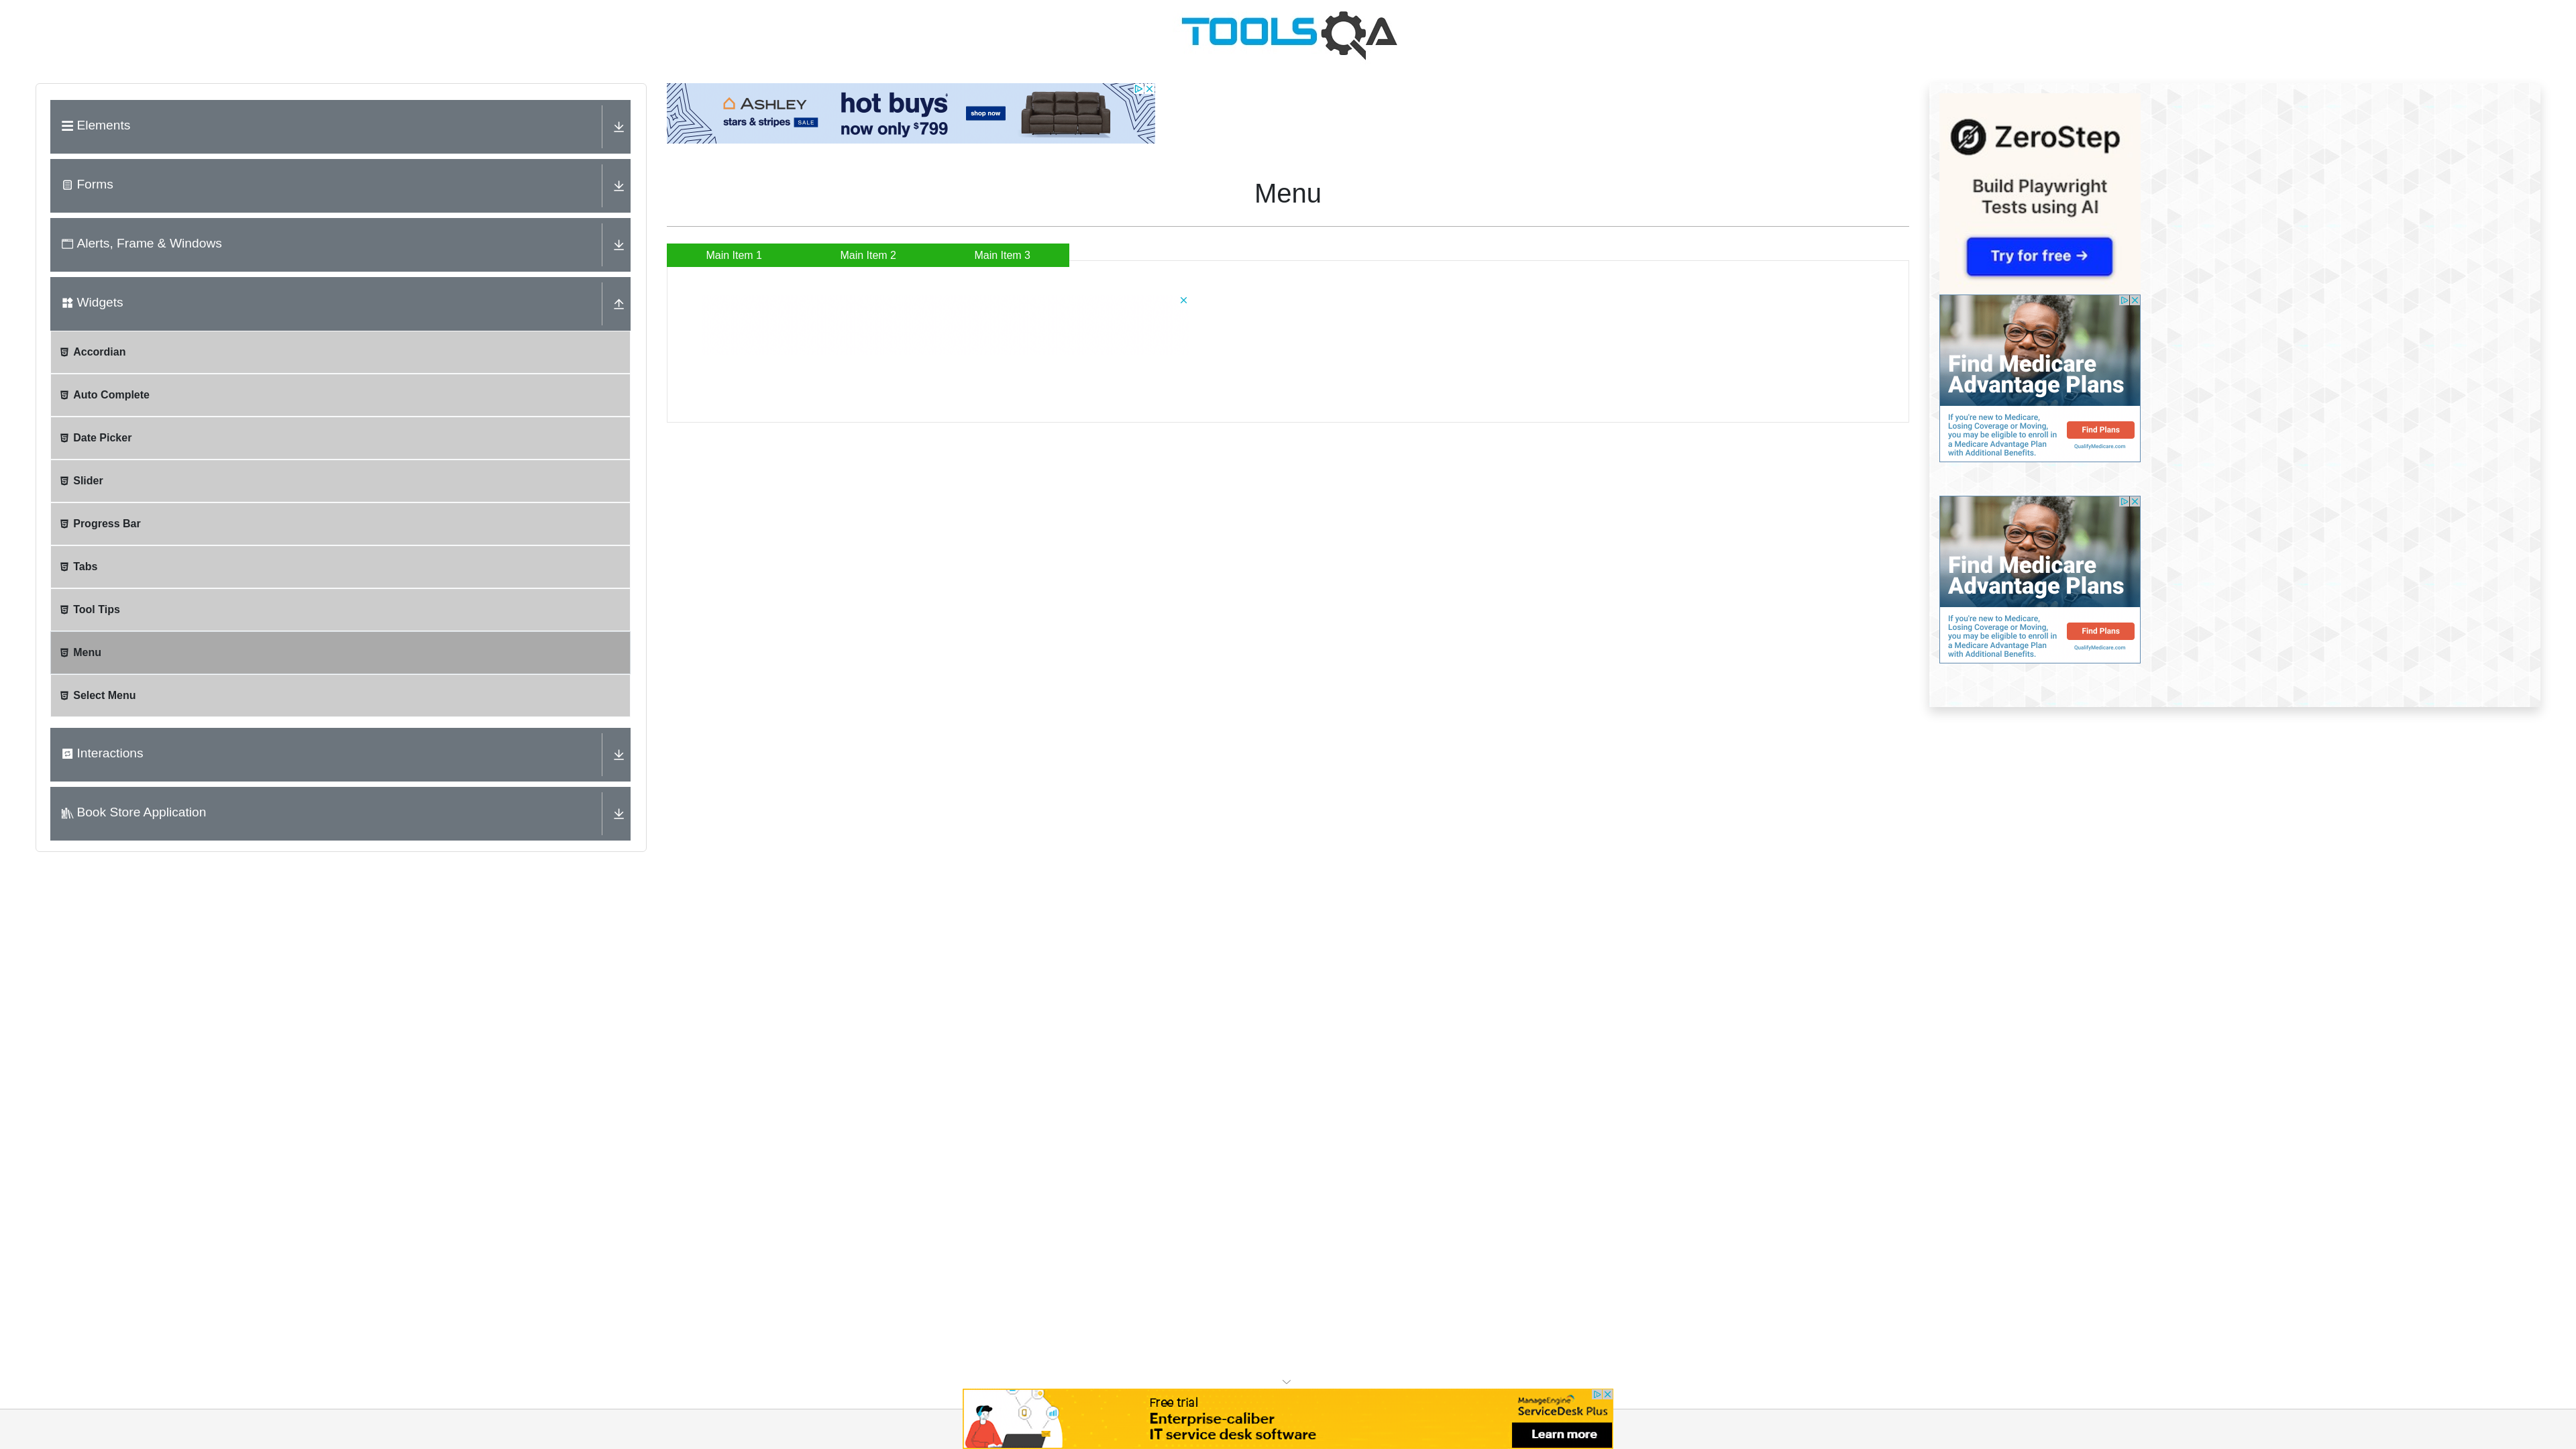 TOOLSQA
Elements
Forms
Alerts, Frame & Windows
Widgets
Accordian
Auto Complete
Date Picker
Slider
Progress Bar
Tabs
Tool Tips
Menu
Select Menu
Interactions
Book Store Application
ASHLEY
stars & stripes SALE
hot buys
now only $799
shop now
Menu
Main Item 1 Main Item 2 Main Item 3
ZeroStep
Build Playwright
Tests using AI
Try for free →
Find Medicare
Advantage Plans
If you're new to Medicare,
Losing Coverage or Moving,
you may be eligible to enroll in
a Medicare Advantage Plan
with Additional Benefits.
Find Plans
QualifyMedicare.com
Find Medicare
Advantage Plans
If you're new to Medicare,
Losing Coverage or Moving,
you may be eligible to enroll in
a Medicare Advantage Plan
with Additional Benefits.
Find Plans
QualifyMedicare.com
Free trial
Enterprise-caliber
IT service desk software
ManageEngine
ServiceDesk Plus
Learn more